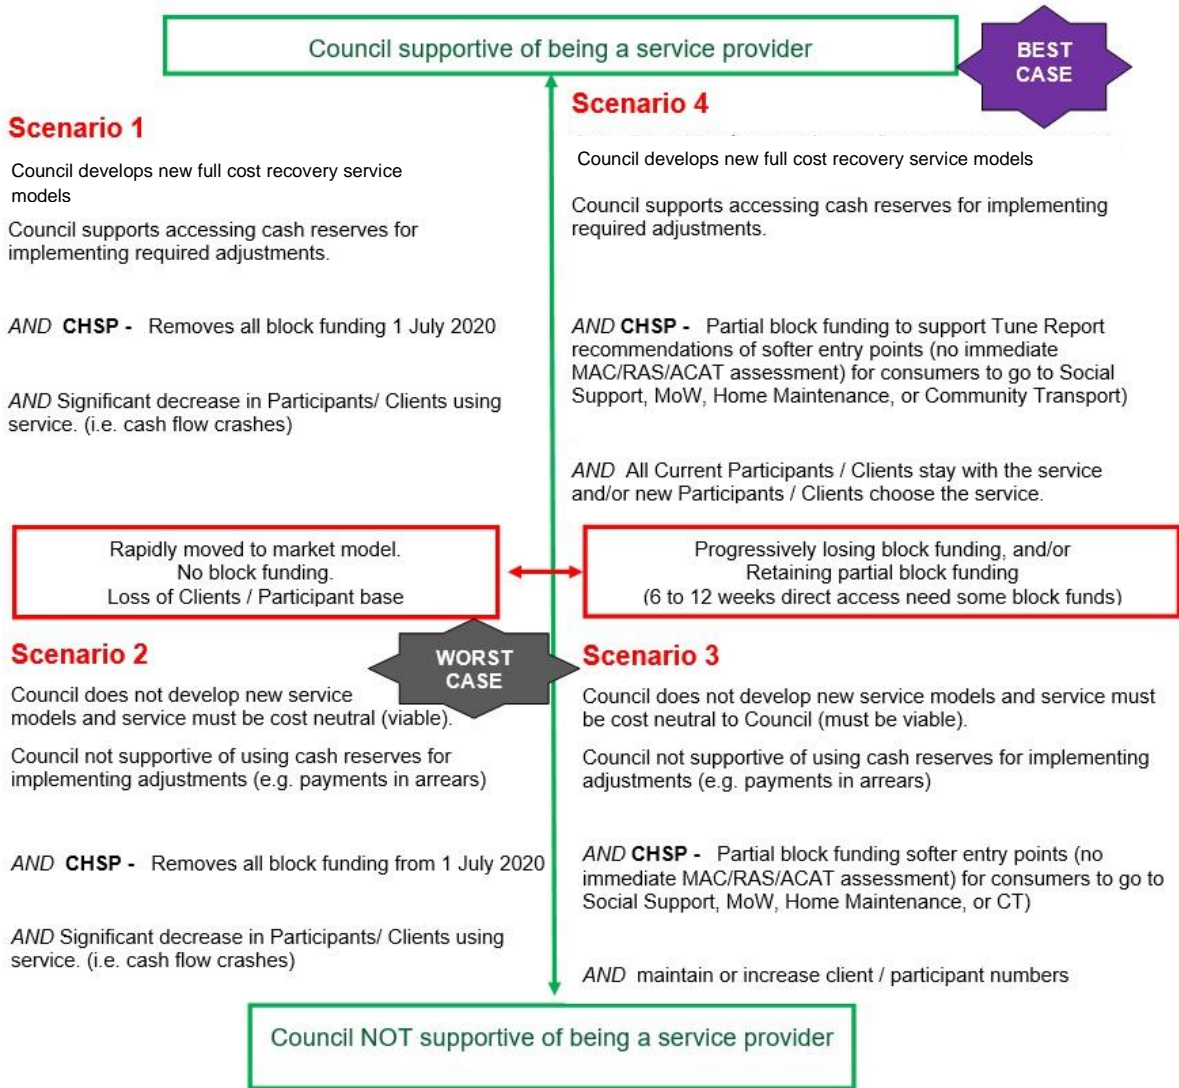 Council supportive of being a service provider
BEST
CASE
Scenario 1
Council develops new full cost recovery service
models
Council supports accessing cash reserves for
implementing required adjustments.
AND CHSP - Removes all block funding 1 July 2020
AND Significant decrease in Participants/ Clients using
service. (i.e. cash flow crashes)
Scenario 4
Council develops new full cost recovery service models
Council supports accessing cash reserves for implementing
required adjustments.
AND CHSP - Partial block funding to support Tune Report
recommendations of softer entry points (no immediate
MAC/RAS/ACAT assessment) for consumers to go to Social
Support, MoW, Home Maintenance, or Community Transport)
AND All Current Participants / Clients stay with the service
and/or new Participants / Clients choose the service.
Rapidly moved to market model.
No block funding.
Loss of Clients / Participant base
Progressively losing block funding, and/or
Retaining partial block funding
(6 to 12 weeks direct access need some block funds)
Scenario 2
WORST
CASE
Council does not develop new service
models and service must be cost neutral (viable).
Council not supportive of using cash reserves for
implementing adjustments (e.g. payments in arrears)
AND CHSP - Removes all block funding from 1 July 2020
AND Significant decrease in Participants/ Clients using
service. (i.e. cash flow crashes)
Scenario 3
Council does not develop new service models and service must
be cost neutral to Council (must be viable).
Council not supportive of using cash reserves for implementing
adjustments (e.g. payments in arrears)
AND CHSP - Partial block funding softer entry points (no
immediate MAC/RAS/ACAT assessment) for consumers to go to
Social Support, MoW, Home Maintenance, or CT)
AND maintain or increase client / participant numbers
Council NOT supportive of being a service provider